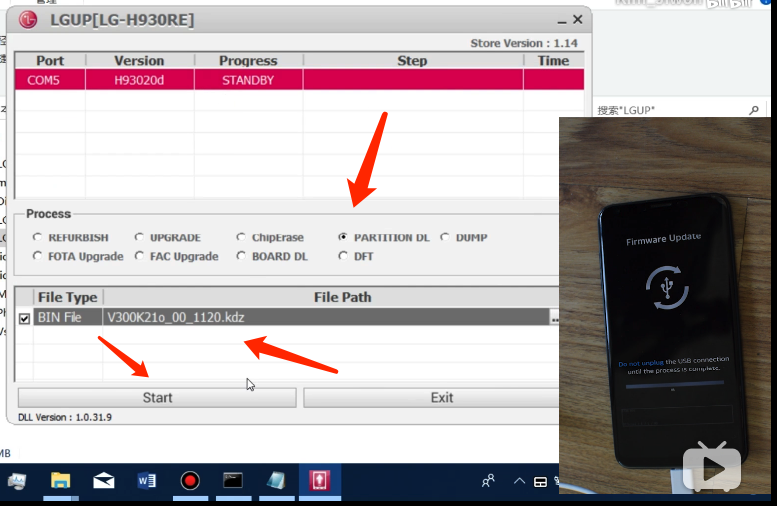 管理
LGUP[LG-H930RE]
Store Version : 1.14
Port Version Progress Step Time
COM5 H93020d STANDBY
搜索"LGUP"
Process
REFURBISH UPGRADE ChipErase PARTITION DL DUMP
FOTA Upgrade FAC Upgrade BOARD DL DFT
File Type File Path
BIN File V300K21o_00_1120.kdz
Start Exit
DLL Version : 1.0.31.9
MB
Firmware Update
Do not unplug the USB connection
until the process is complete.